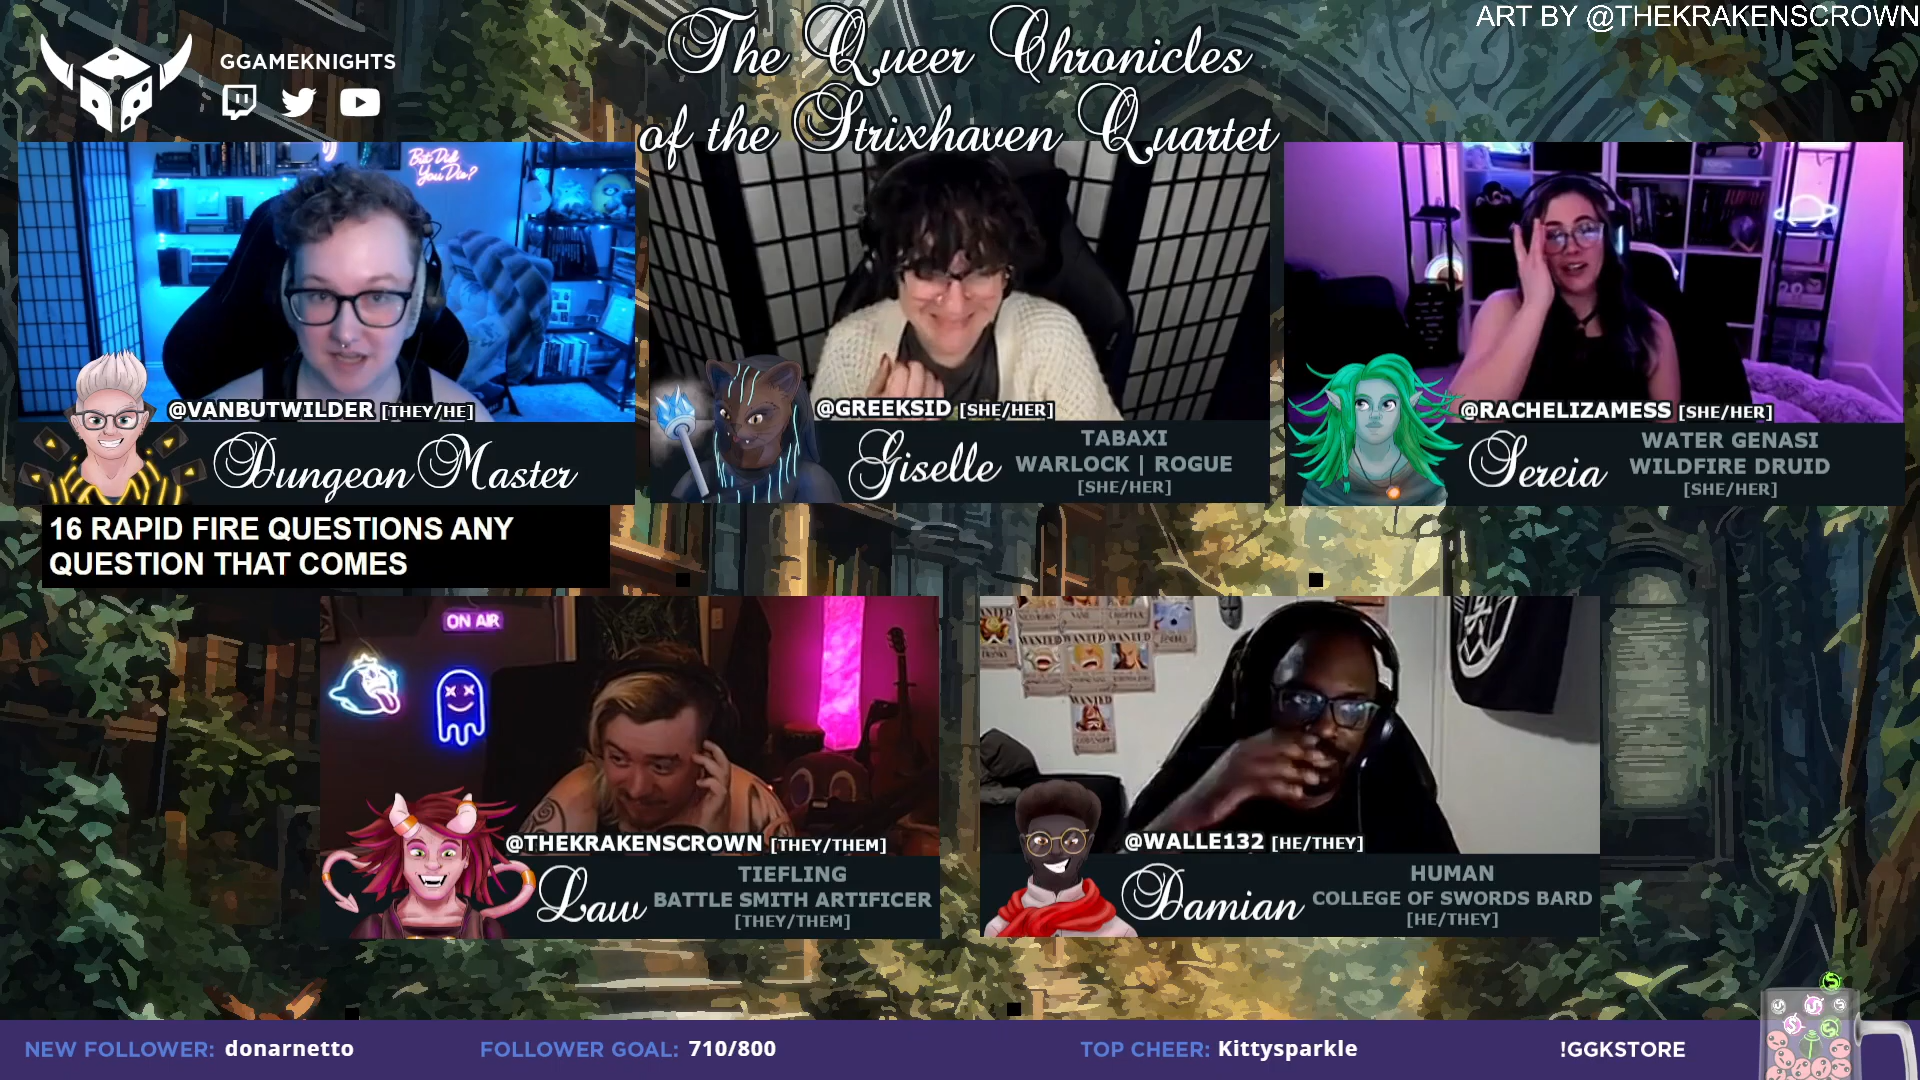 ART BY @THEKRAKENSCROWN
The Queer Chronicles
of the Strixhaven Quartet
GGAMEKNIGHTS
But Did
You Die?
@VANBUTWILDER [THEY/HE]
Dungeon Master
@GREEKSID [SHE/HER]
Giselle
TABAXI
WARLOCK | ROGUE
[SHE/HER]
@RACHELIZAMESS [SHE/HER]
Sereia
WATER GENASI
WILDFIRE DRUID
[SHE/HER]
16 RAPID FIRE QUESTIONS ANY
QUESTION THAT COMES
ON AIR
@THEKRAKENSCROWN [THEY/THEM]
Law
TIEFLING
BATTLE SMITH ARTIFICER
[THEY/THEM]
WANTED
WANTED WANTED WANTED
WANTED
@WALLE132 [HE/THEY]
Damian
HUMAN
COLLEGE OF SWORDS BARD
[HE/THEY]
NEW FOLLOWER: donarnetto
FOLLOWER GOAL: 710/800
TOP CHEER: Kittysparkle
!GGKSTORE